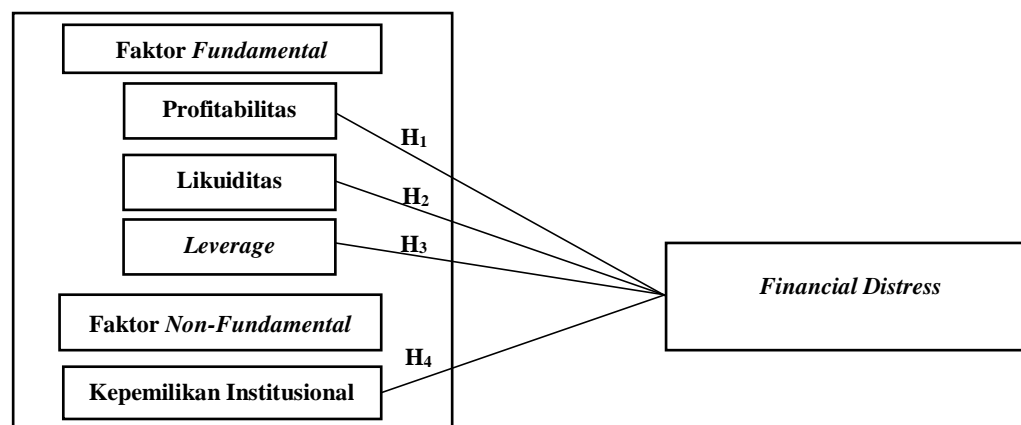 Faktor Fundamental
Profitabilitas
H1
Likuiditas
H2
Leverage
H3
Financial Distress
Faktor Non-Fundamental
H4
Kepemilikan Institusional